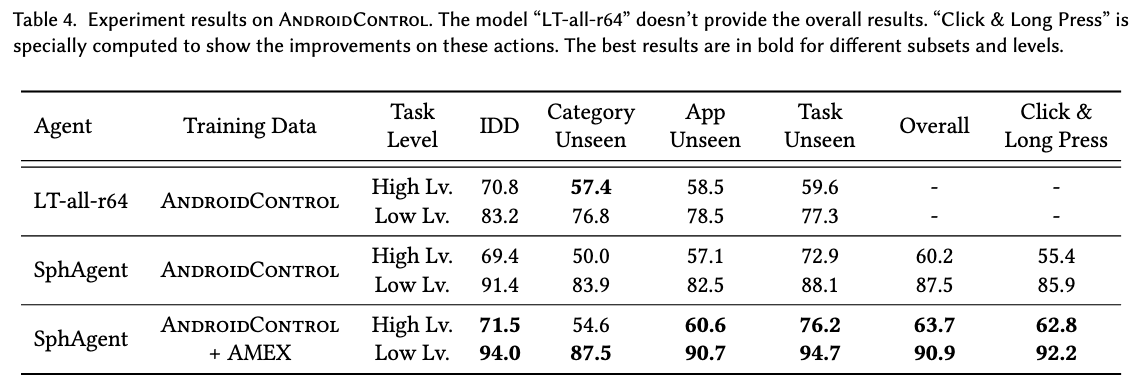 Table 4. Experiment results on AndroidControl. The model “LT-all-r64” doesn’t provide the overall results. “Click & Long Press” is
specially computed to show the improvements on these actions. The best results are in bold for different subsets and levels.
Agent Training Data Task Level IDD Category Unseen App Unseen Task Unseen Overall Click & Long Press
LT-all-r64 AndroidControl High Lv. 70.8 57.4 58.5 59.6 - -
Low Lv. 83.2 76.8 78.5 77.3 - -
SphAgent AndroidControl High Lv. 69.4 50.0 57.1 72.9 60.2 55.4
Low Lv. 91.4 83.9 82.5 88.1 87.5 85.9
SphAgent AndroidControl + AMEX High Lv. 71.5 54.6 60.6 76.2 63.7 62.8
Low Lv. 94.0 87.5 90.7 94.7 90.9 92.2